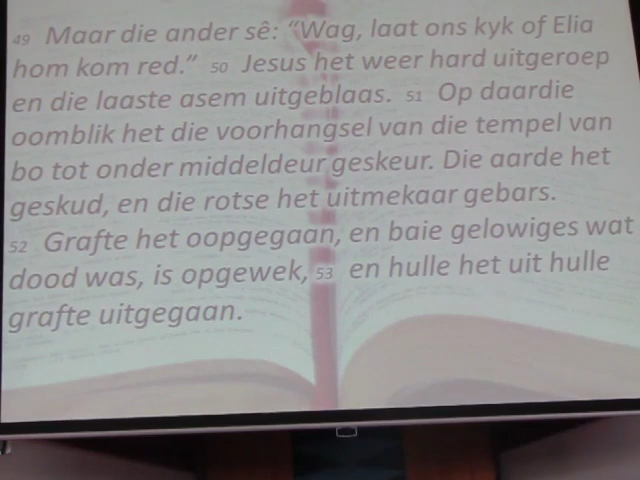 49 Maar die ander sê: “Wag, laat ons kyk of Elia
hom kom red.” 50 Jesus het weer hard uitgeroep
en die laaste asem uitgeblaas. 51 Op daardie
oomblik het die voorhangsel van die tempel van
bo tot onder middeldeur geskeur. Die aarde het
geskud, en die rotse het uitmekaar gebars.
52 Grafte het oopgegaan, en baie gelowiges wat
dood was, is opgewek, 53 en hulle het uit hulle
grafte uitgegaan.